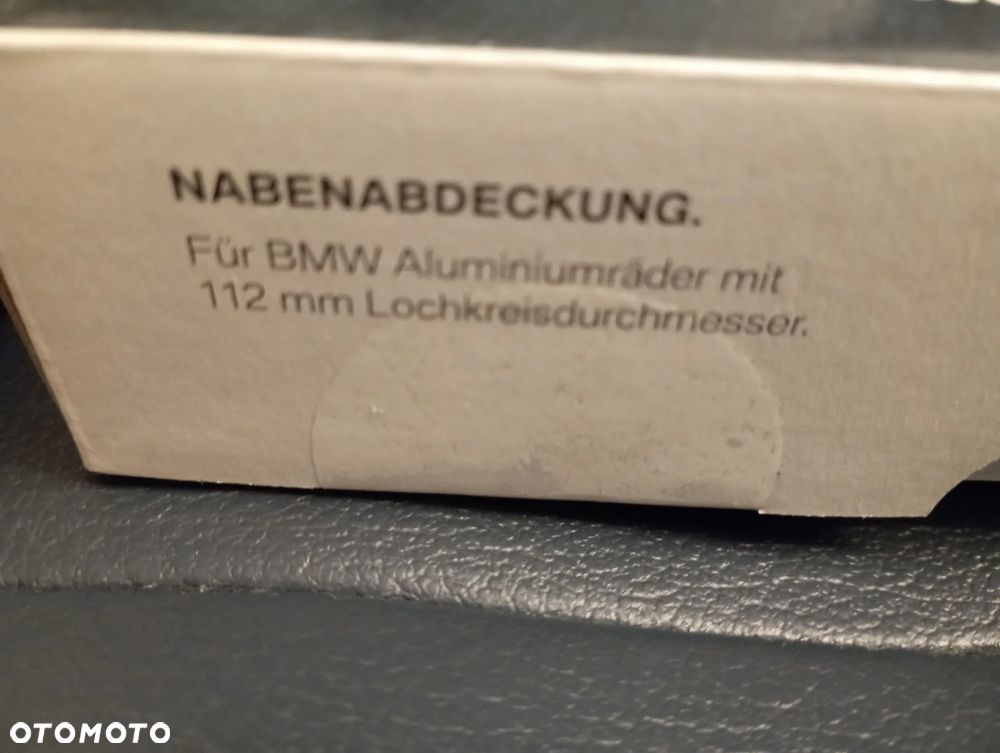 NABENABDECKUNG.
Für BMW Aluminiumräder mit
112 mm Lochkreisdurchmesser.
OTOMOTO